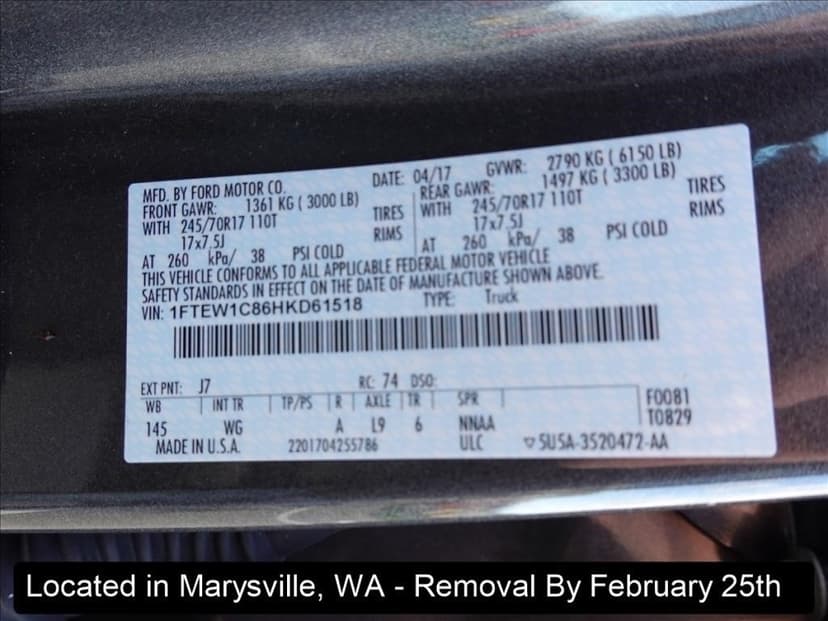 MFD. BY FORD MOTOR CO.
DATE: 04/17 GVWR: 2790 KG ( 6150 LB)
FRONT GAWR: 1361 KG ( 3000 LB) REAR GAWR: 1497 KG ( 3300 LB)
WITH 245/70R17 110T TIRES WITH 245/70R17 110T TIRES
17x7.5J RIMS 17x7.5J RIMS
AT 260 kPa/ 38 PSI COLD AT 260 kPa/ 38 PSI COLD
THIS VEHICLE CONFORMS TO ALL APPLICABLE FEDERAL MOTOR VEHICLE
SAFETY STANDARDS IN EFFECT ON THE DATE OF MANUFACTURE SHOWN ABOVE.
VIN: 1FTEW1C86HKD61518 TYPE: Truck
EXT PNT: J7 RC: 74 DSO:
WB INT TR TP/PS R AXLE TR SPR F0081
145 WG A L9 6 NNAA T0829
MADE IN U.S.A. 2201704255786 ULC 5U5A-3520472-AA
Located in Marysville, WA - Removal By February 25th